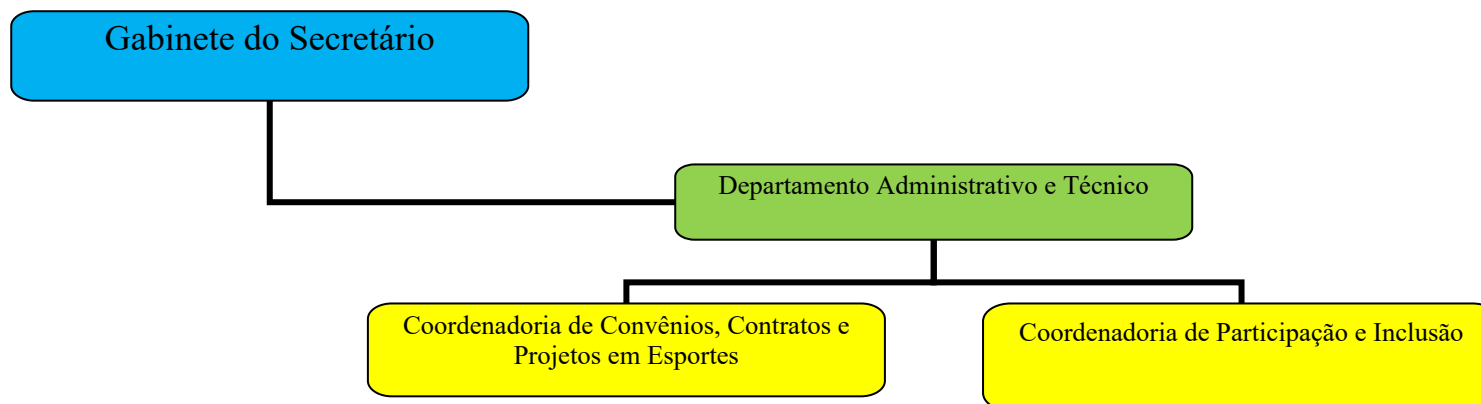 Gabinete do Secretário
Departamento Administrativo e Técnico
Coordenadoria de Convênios, Contratos e
Projetos em Esportes
Coordenadoria de Participação e Inclusão